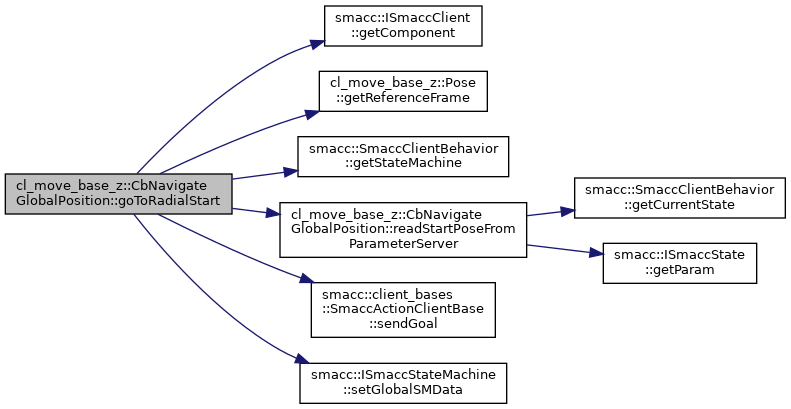 smacc::ISmaccClient
::getComponent
cl_move_base_z::Pose
::getReferenceFrame
smacc::SmaccClientBehavior
::getStateMachine
cl_move_base_z::CbNavigate
GlobalPosition::goToRadialStart
cl_move_base_z::CbNavigate
GlobalPosition::readStartPoseFrom
ParameterServer
smacc::SmaccClientBehavior
::getCurrentState
smacc::ISmaccState
::getParam
smacc::client_bases
::SmaccActionClientBase
::sendGoal
smacc::ISmaccStateMachine
::setGlobalSMData